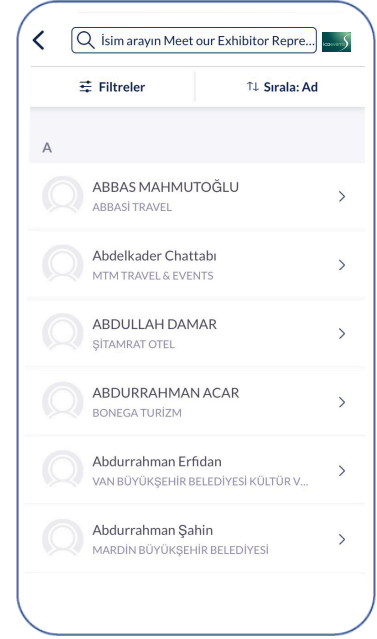 İsim arayın Meet our Exhibitor Repre...
icaevents
Filtreler
Sırala: Ad
A
ABBAS MAHMUTOĞLU
ABBASİ TRAVEL
Abdelkader Chattabı
MTM TRAVEL & EVENTS
ABDULLAH DAMAR
ŞİTAMRAT OTEL
ABDURRAHMAN ACAR
BONEGA TURİZM
Abdurrahman Erfidan
VAN BÜYÜKŞEHİR BELEDİYESİ KÜLTÜR V...
Abdurrahman Şahin
MARDİN BÜYÜKŞEHİR BELEDİYESİ